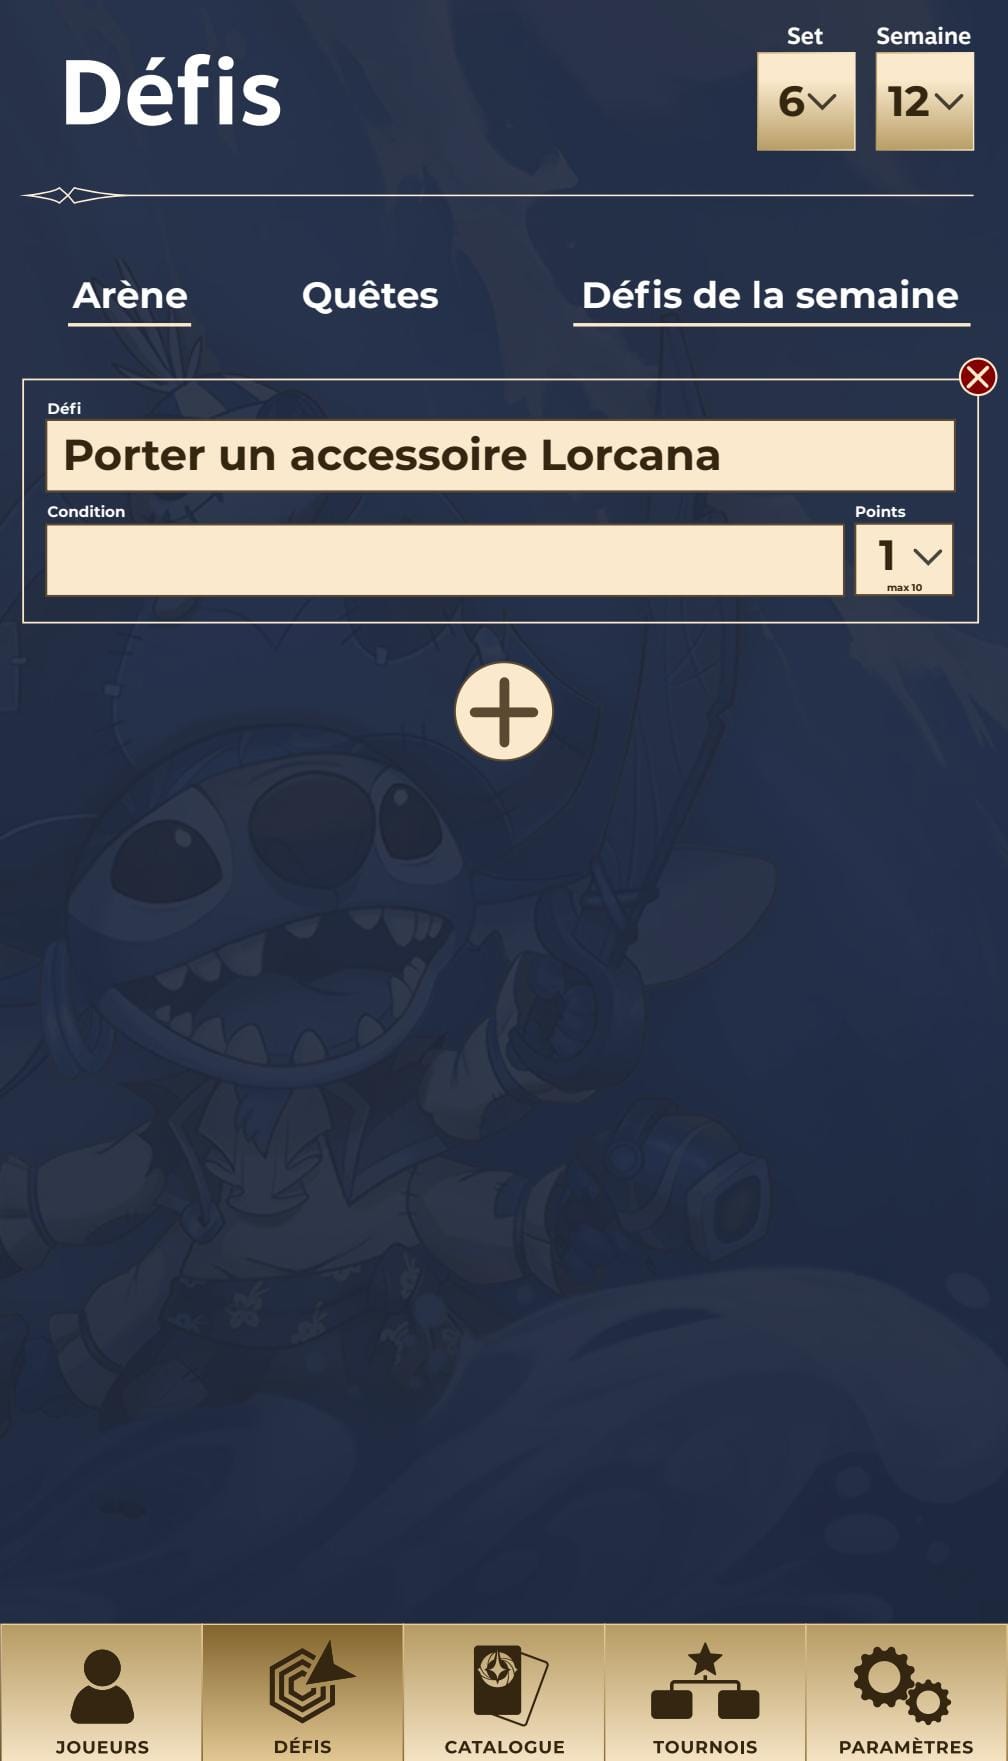 Défis
Set
Semaine
6
12
Arène
Quêtes
Défis de la semaine
Défi
Porter un accessoire Lorcana
Condition
Points
1
max 10
JOUEURS
DÉFIS
CATALOGUE
TOURNOIS
PARAMÈTRES